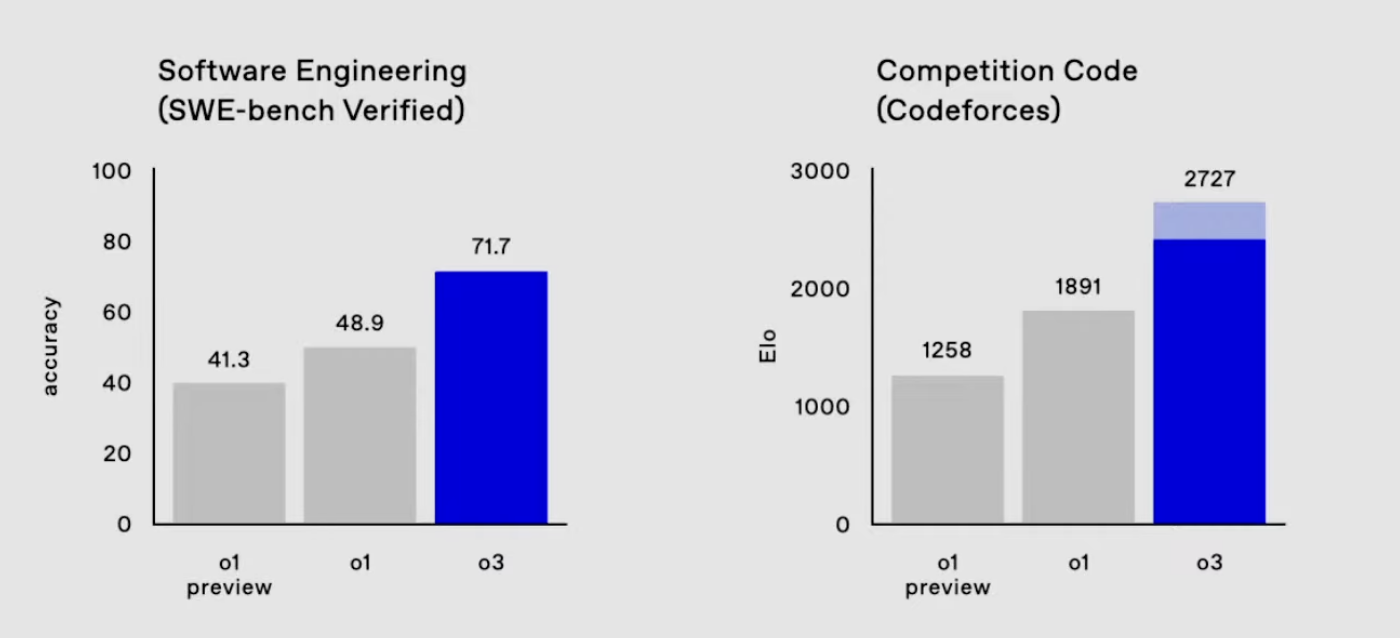 Software Engineering
(SWE-bench Verified)
accuracy
100
80
60
40
20
0
41.3
48.9
71.7
o1
preview
o1
o3
Competition Code
(Codeforces)
Elo
3000
2000
1000
0
1258
1891
2727
o1
preview
o1
o3